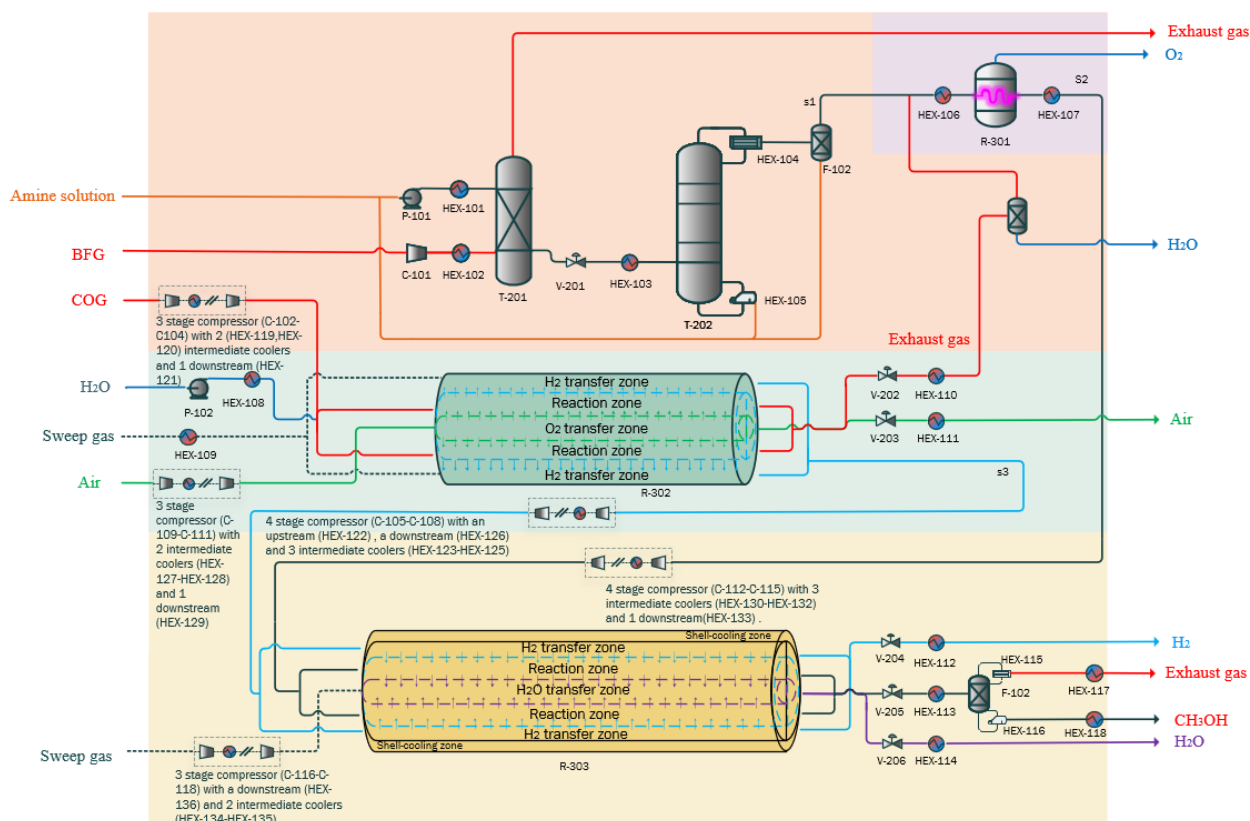 Exhaust gas
O₂
S2
s1
HEX-106
HEX-107
R-301
HEX-104
F-102
Amine solution
P-101
HEX-101
BFG
C-101
HEX-102
V-201
HEX-103
T-201
HEX-105
T-202
H₂O
COG
3 stage compressor (C-102-
C104) with 2 (HEX-119,HEX-
120) intermediate coolers
and 1 downstream (HEX-
121)
Exhaust gas
H₂O
P-102
HEX-108
H₂ transfer zone
Reaction zone
O₂ transfer zone
Reaction zone
H₂ transfer zone
R-302
V-202
HEX-110
V-203
HEX-111
Air
Sweep gas
HEX-109
Air
s3
3 stage
compressor (C-
109-C-111) with
2 intermediate
coolers (HEX-
127-HEX-128)
and 1
downstream
(HEX-129)
4 stage compressor (C-105-C-108) with an
upstream (HEX-122) , a downstream (HEX-126)
and 3 intermediate coolers (HEX-123-HEX-125)
4 stage compressor (C-112-C-115) with 3
intermediate coolers (HEX-130-HEX-132)
and 1 downstream(HEX-133) .
Shell-cooling zone
H₂ transfer zone
Reaction zone
H₂O transfer zone
Reaction zone
H₂ transfer zone
Shell-cooling zone
R-303
V-204
HEX-112
H₂
HEX-115
F-102
HEX-117
Exhaust gas
V-205
HEX-113
HEX-116
HEX-118
CH₃OH
H₂O
V-206
HEX-114
Sweep gas
3 stage compressor (C-116-C-
118) with a downstream (HEX-
136) and 2 intermediate coolers
(HEX-134-HEX-135)